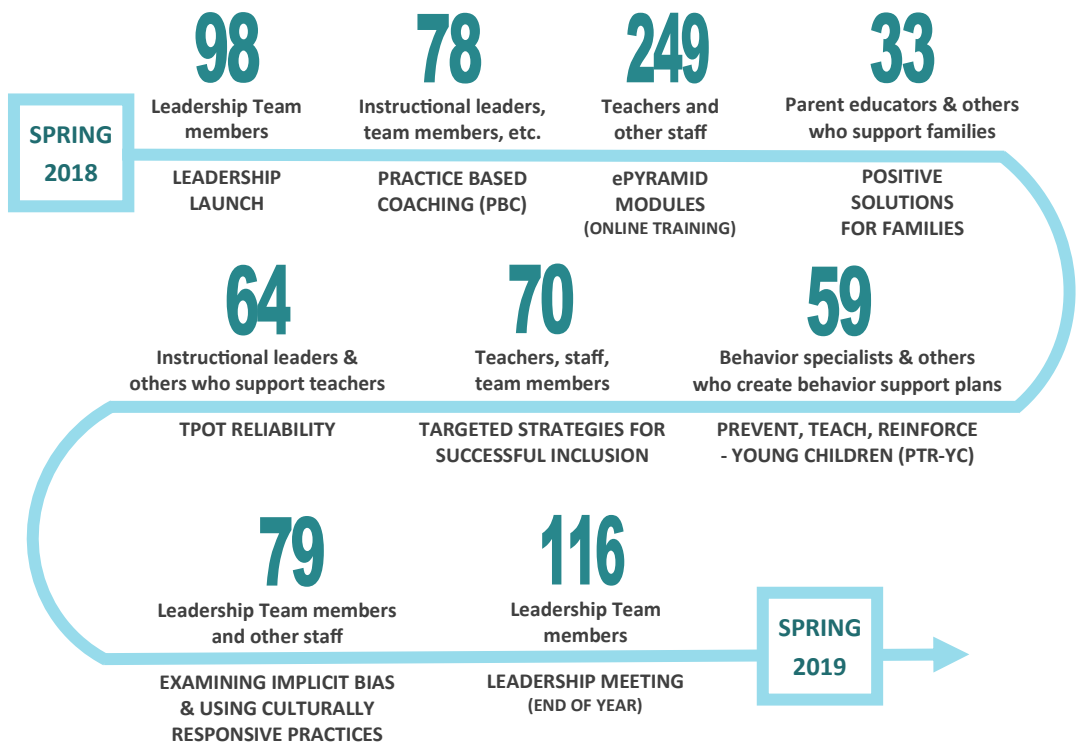 98
Leadership Team
members
78
Instructional leaders,
team members, etc.
249
Teachers and
other staff
33
Parent educators & others
who support families
SPRING
2018
LEADERSHIP
LAUNCH
PRACTICE BASED
COACHING (PBC)
ePYRAMID
MODULES
(ONLINE TRAINING)
POSITIVE
SOLUTIONS
FOR FAMILIES
64
Instructional leaders &
others who support teachers
70
Teachers, staff,
team members
59
Behavior specialists & others
who create behavior support plans
TPOT RELIABILITY
TARGETED STRATEGIES FOR
SUCCESSFUL INCLUSION
PREVENT, TEACH, REINFORCE
- YOUNG CHILDREN (PTR-YC)
79
Leadership Team members
and other staff
116
Leadership Team
members
SPRING
2019
EXAMINING IMPLICIT BIAS
& USING CULTURALLY
RESPONSIVE PRACTICES
LEADERSHIP MEETING
(END OF YEAR)